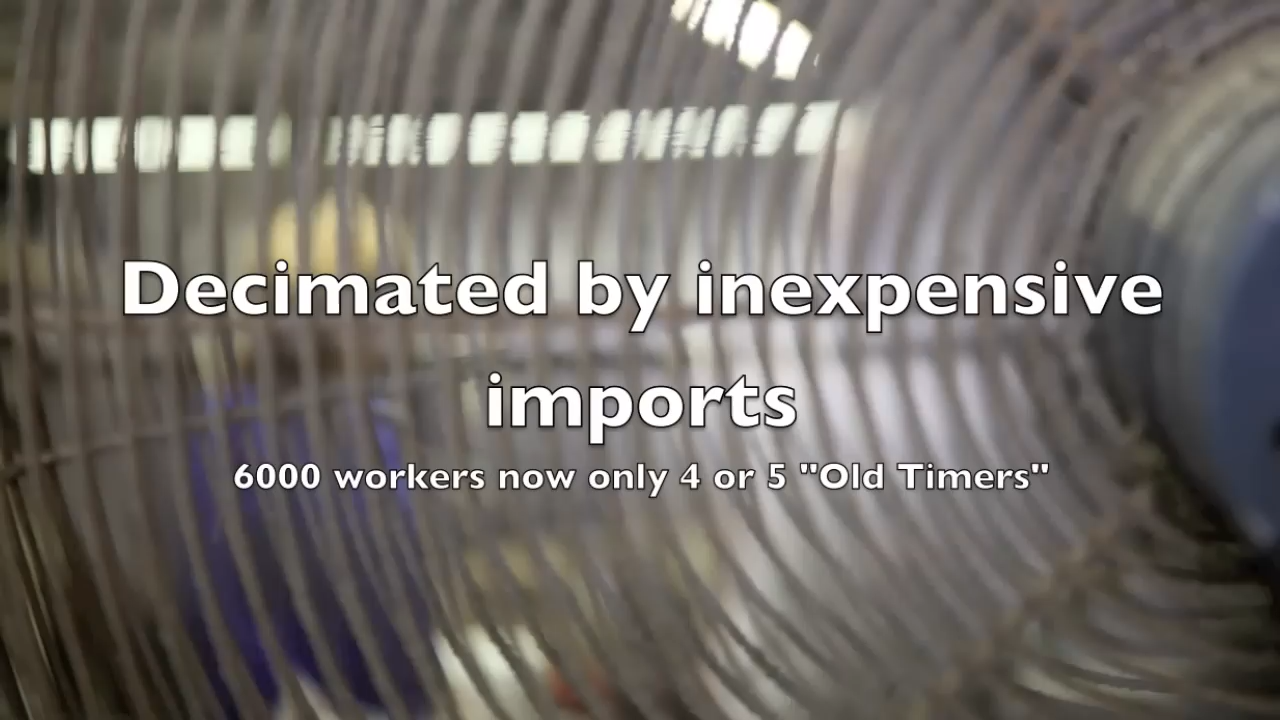 Decimated by inexpensive
imports
6000 workers now only 4 or 5 "Old Timers"